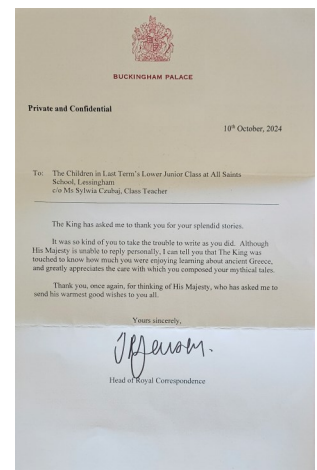 BUCKINGHAM PALACE
Private and Confidential
10th October, 2024
To: The Children in Last Term's Lower Junior Class at All Saints
School, Lessingham
c/o Ms Sylwia Czubaj, Class Teacher
The King has asked me to thank you for your splendid stories.
It was so kind of you to take the trouble to write as you did. Although
His Majesty is unable to reply personally, I can tell you that The King was
touched to know how much you were enjoying learning about ancient Greece,
and greatly appreciates the care with which you composed your mythical tales.
Thank you, once again, for thinking of His Majesty, who has asked me to
send his warmest good wishes to you all.
Yours sincerely,
Head of Royal Correspondence